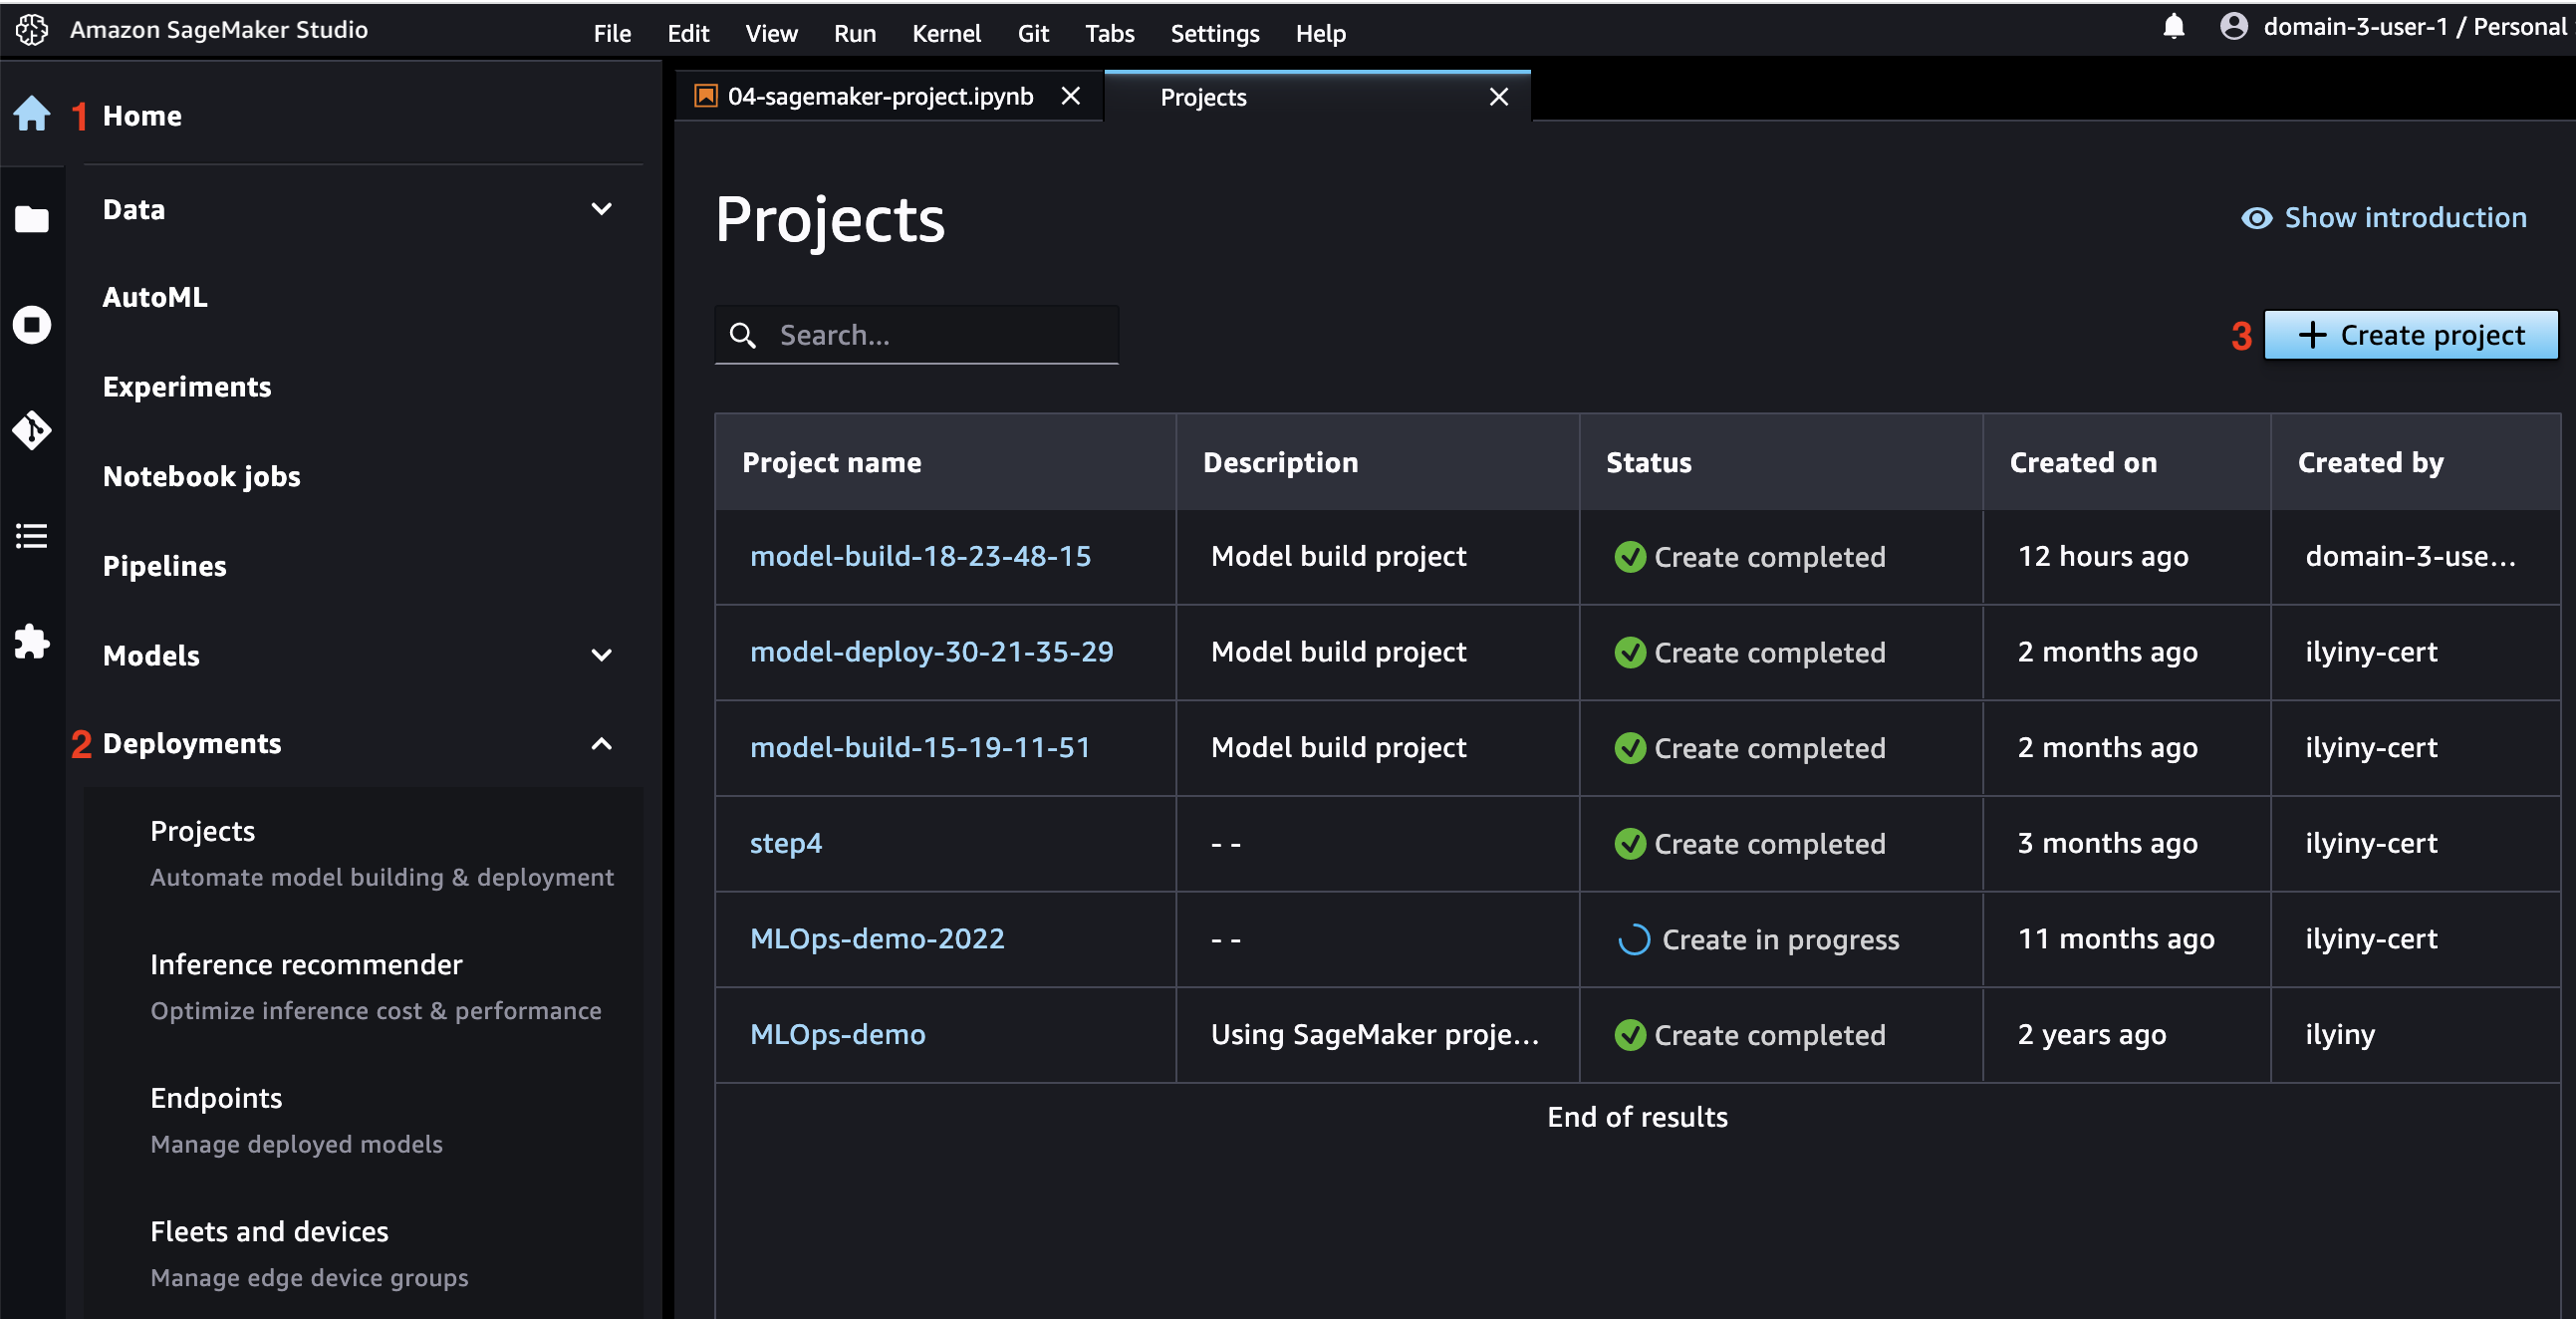 Amazon SageMaker Studio File Edit View Run Kernel Git Tabs Settings Help domain-3-user-1 / Personal
1 Home
Data
AutoML
Experiments
Notebook jobs
Pipelines
Models
2 Deployments
Projects
Automate model building & deployment
Inference recommender
Optimize inference cost & performance
Endpoints
Manage deployed models
Fleets and devices
Manage edge device groups
04-sagemaker-project.ipynb Projects
Projects
Show introduction
Search...
3 + Create project
Project name Description Status Created on Created by
model-build-18-23-48-15 Model build project Create completed 12 hours ago domain-3-use...
model-deploy-30-21-35-29 Model build project Create completed 2 months ago ilyiny-cert
model-build-15-19-11-51 Model build project Create completed 2 months ago ilyiny-cert
step4 -- Create completed 3 months ago ilyiny-cert
MLOps-demo-2022 -- Create in progress 11 months ago ilyiny-cert
MLOps-demo Using SageMaker proje... Create completed 2 years ago ilyiny
End of results